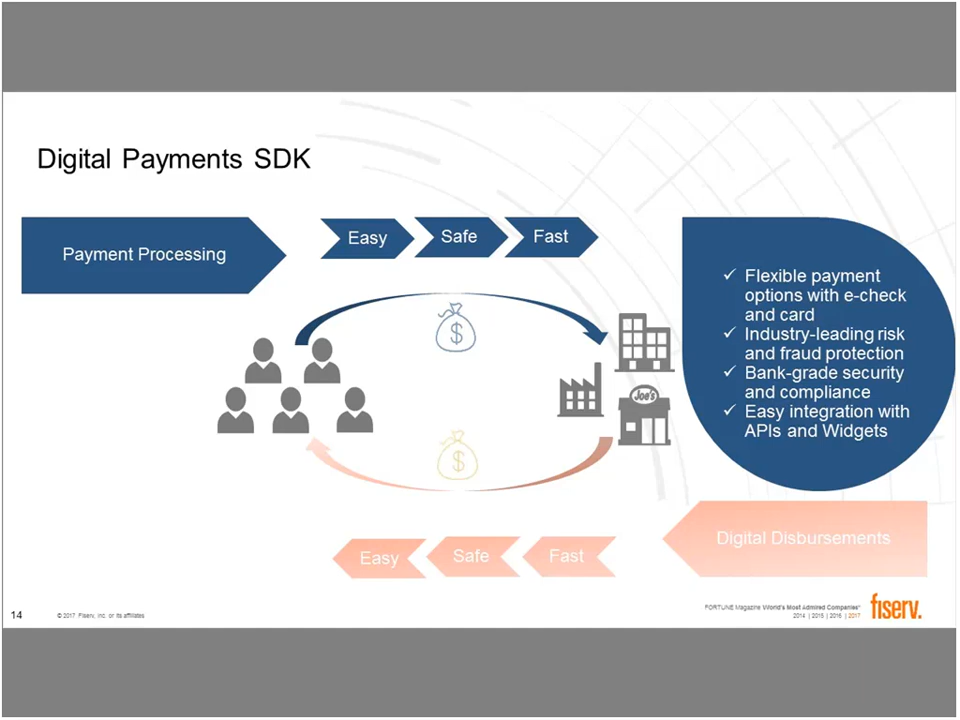 Digital Payments SDK
Payment Processing
Easy
Safe
Fast
✓ Flexible payment
options with e-check
and card
✓ Industry-leading risk
and fraud protection
✓ Bank-grade security
and compliance
✓ Easy integration with
APIs and Widgets
$
Joe's
$
Easy
Safe
Fast
Digital Disbursements
14
© 2017 Fiserv, Inc. or its affiliates
FORTUNE Magazine World's Most Admired Companies®
2014 | 2015 | 2016 | 2017
fiserv.